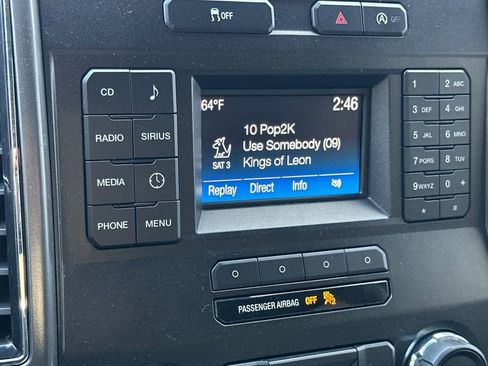 OFF
A OFF
64°F 2:46
10 Pop2K
Use Somebody (09)
SAT 3 Kings of Leon
Replay Direct Info
CD
RADIO SIRIUS
MEDIA
PHONE MENU
1 2 ABC
3 DEF 4 GHI
5 JKL 6 MNO
7 PQRS 8 TUV
9 WXYZ 0 +
* #
PASSENGER AIRBAG OFF